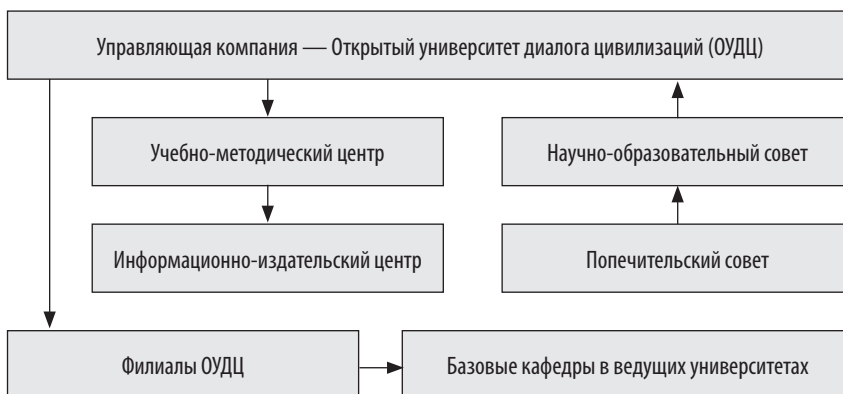 Управляющая компания — Открытый университет диалога цивилизаций (ОУДЦ)
Учебно-методический центр
Научно-образовательный совет
Информационно-издательский центр
Попечительский совет
Филиалы ОУДЦ
Базовые кафедры в ведущих университетах